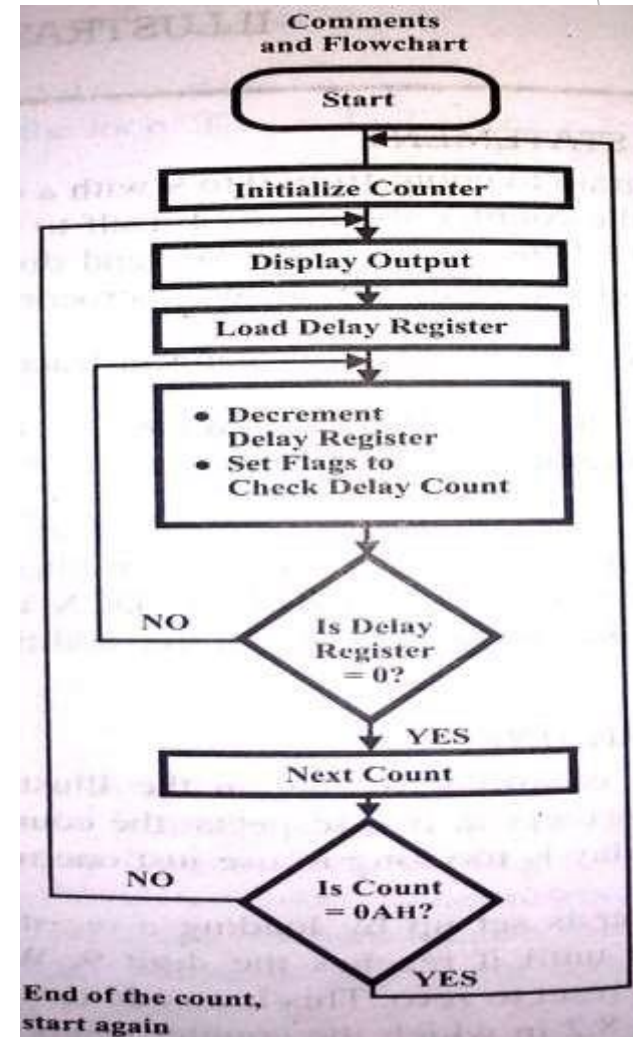 Comments
and Flowchart
Start
Initialize Counter
Display Output
Load Delay Register
• Decrement
Delay Register
• Set Flags to
Check Delay Count
NO
Is Delay
Register
= 0?
YES
Next Count
NO
Is Count
= 0AH?
YES
End of the count,
start again